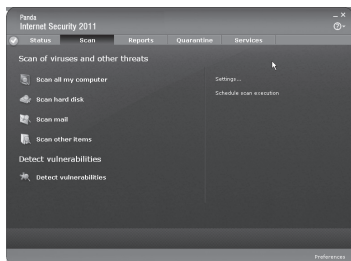 Panda
Internet Security 2011
Status Scan Reports Quarantine Services
Scan of viruses and other threats
Scan all my computer
Settings...
Schedule scan execution
Scan hard disk
Scan mail
Scan other items
Detect vulnerabilities
Detect vulnerabilities
Preferences